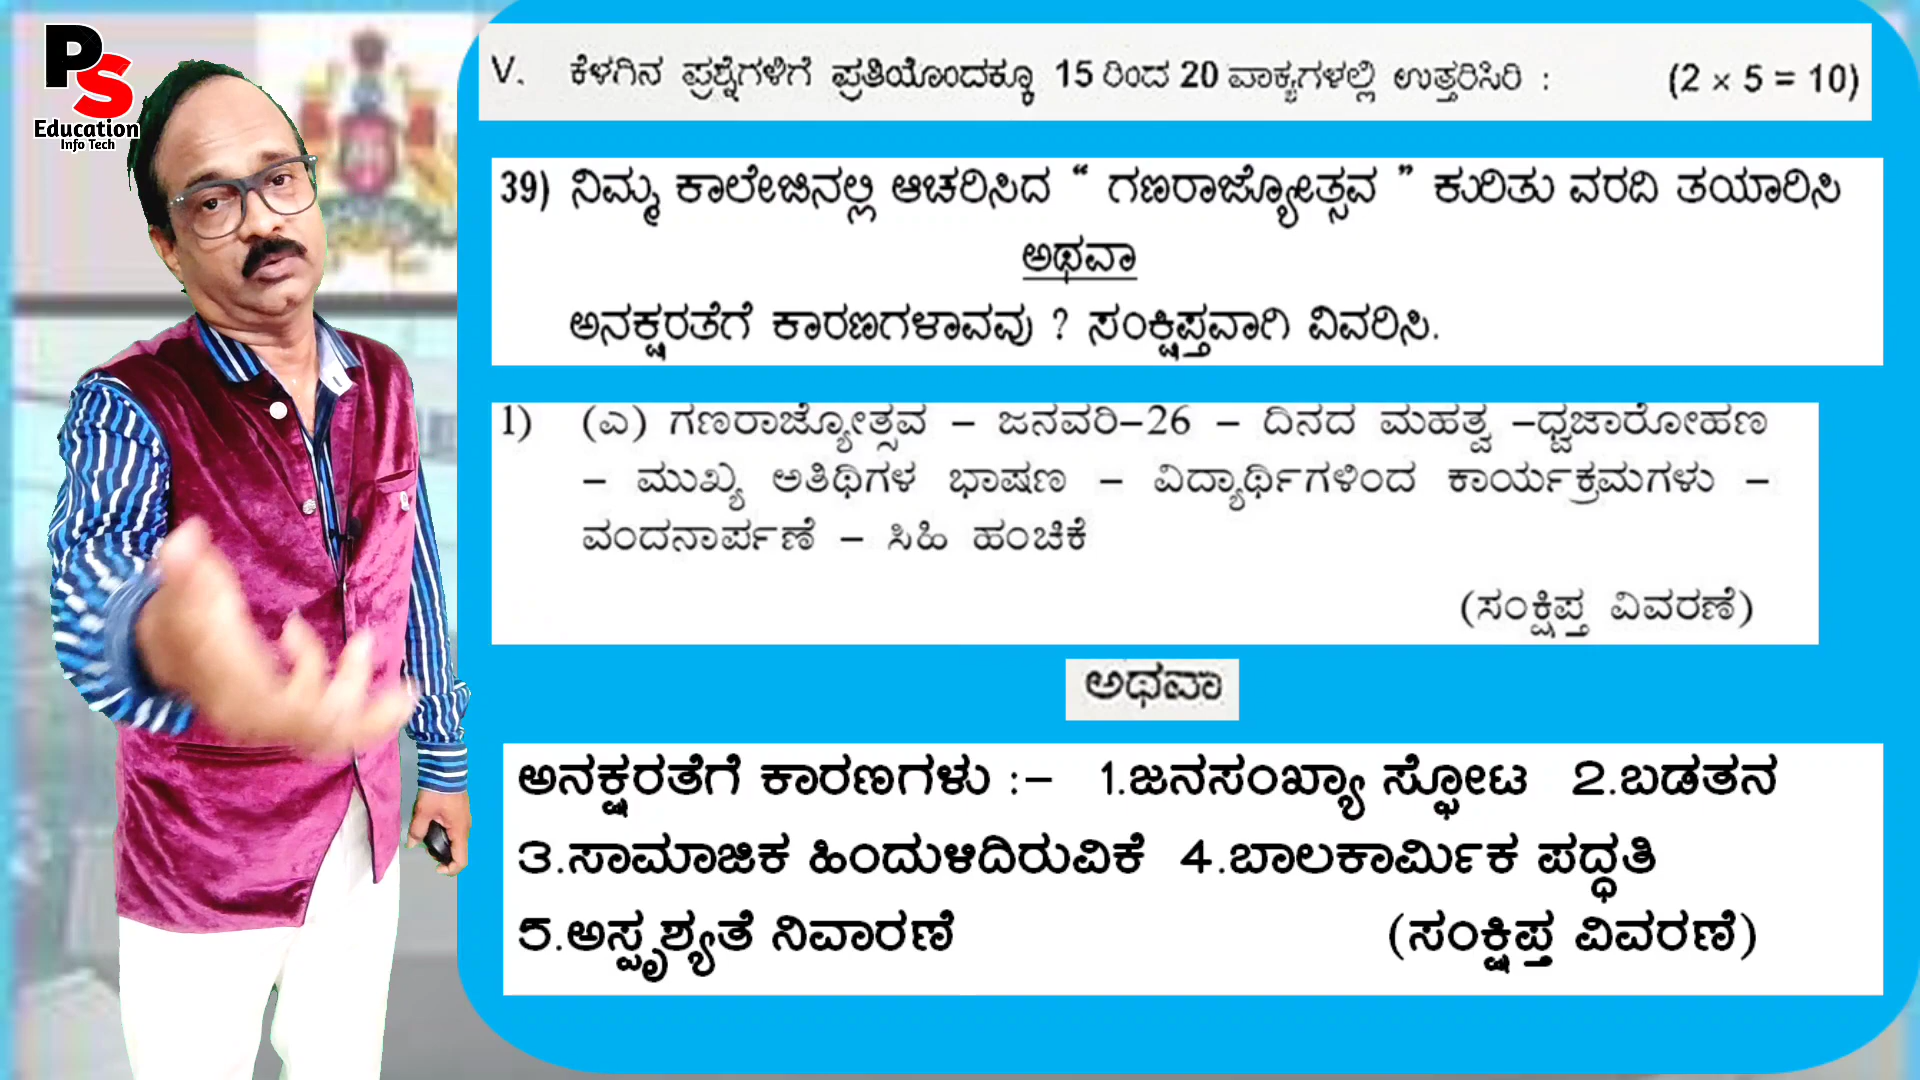 PS
Education
Info Tech
V. ಕೆಳಗಿನ ಪ್ರಶ್ನೆಗಳಿಗೆ ಪ್ರತಿಯೊಂದಕ್ಕೂ 15 ರಿಂದ 20 ವಾಕ್ಯಗಳಲ್ಲಿ ಉತ್ತರಿಸಿರಿ : (2 × 5 = 10)
39) ನಿಮ್ಮ ಕಾಲೇಜಿನಲ್ಲಿ ಆಚರಿಸಿದ “ ಗಣರಾಜ್ಯೋತ್ಸವ ” ಕುರಿತು ವರದಿ ತಯಾರಿಸಿ
ಅಥವಾ
ಅನಕ್ಷರತೆಗೆ ಕಾರಣಗಳಾವವು ? ಸಂಕ್ಷಿಪ್ತವಾಗಿ ವಿವರಿಸಿ.
1) (ಎ) ಗಣರಾಜ್ಯೋತ್ಸವ – ಜನವರಿ–26 – ದಿನದ ಮಹತ್ವ –ಧ್ವಜಾರೋಹಣ
– ಮುಖ್ಯ ಅತಿಥಿಗಳ ಭಾಷಣ – ವಿದ್ಯಾರ್ಥಿಗಳಿಂದ ಕಾರ್ಯಕ್ರಮಗಳು –
ವಂದನಾರ್ಪಣೆ – ಸಿಹಿ ಹಂಚಿಕೆ
(ಸಂಕ್ಷಿಪ್ತ ವಿವರಣೆ)
ಅಥವಾ
ಅನಕ್ಷರತೆಗೆ ಕಾರಣಗಳು :– 1.ಜನಸಂಖ್ಯಾ ಸ್ಫೋಟ 2.ಬಡತನ
3.ಸಾಮಾಜಿಕ ಹಿಂದುಳಿದಿರುವಿಕೆ 4.ಬಾಲಕಾರ್ಮಿಕ ಪದ್ಧತಿ
5.ಅಸ್ಪೃಶ್ಯತೆ ನಿವಾರಣೆ (ಸಂಕ್ಷಿಪ್ತ ವಿವರಣೆ)